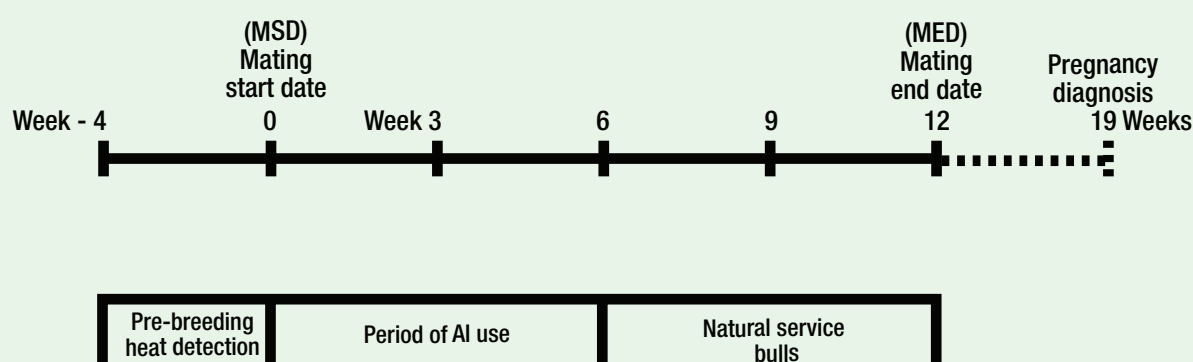 (MSD)
Mating
start date
(MED)
Mating
end date
Pregnancy
diagnosis
Week - 4 0 Week 3 6 9 12 19 Weeks
Pre-breeding
heat detection
Period of AI use
Natural service
bulls